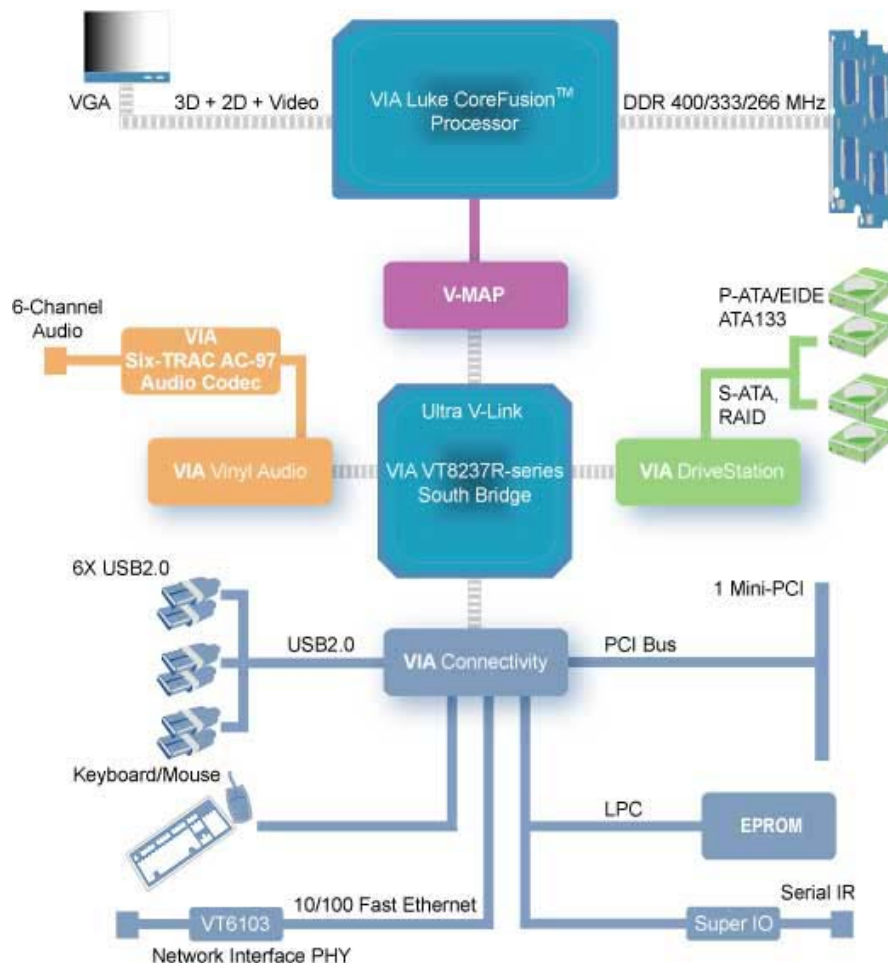 VGA
3D + 2D + Video
VIA Luke CoreFusion™
Processor
DDR 400/333/266 MHz
V-MAP
6-Channel
Audio
VIA
Six-TRAC AC-97
Audio Codec
P-ATA/EIDE
ATA133
S-ATA,
RAID
Ultra V-Link
VIA Vinyl Audio
VIA VT8237R-series
South Bridge
VIA DriveStation
6X USB2.0
1 Mini-PCI
USB2.0
VIA Connectivity
PCI Bus
Keyboard/Mouse
LPC
EPROM
10/100 Fast Ethernet
Serial IR
VT6103
Super IO
Network Interface PHY